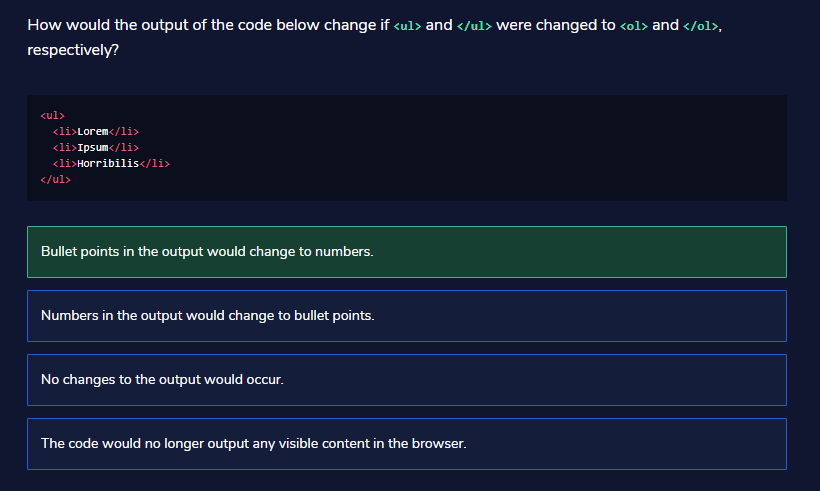 How would the output of the code below change if <ul> and </ul> were changed to <ol> and </ol>,
respectively?
<ul>
  <li>Lorem</li>
  <li>Ipsum</li>
  <li>Horribilis</li>
</ul>
Bullet points in the output would change to numbers.
Numbers in the output would change to bullet points.
No changes to the output would occur.
The code would no longer output any visible content in the browser.